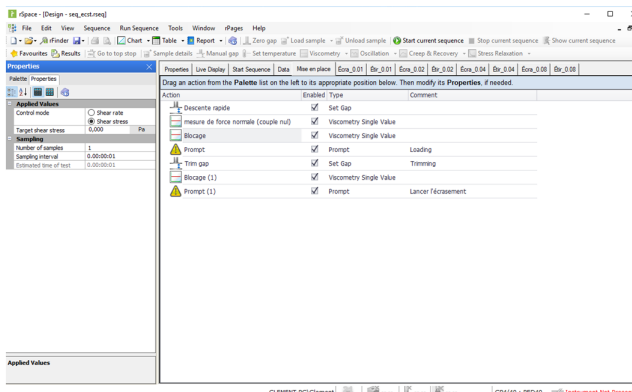 rSpace - [Design - seq_ecst.rseq]
File Edit View Sequence Run Sequence Tools Window rPages Help
rFinder Chart Table Report Zero gap Load sample Unload sample Start current sequence Stop current sequence Show current sequence
Favourites Results Go to top stop Sample details Manual gap Set temperature Viscometry Oscillation Creep & Recovery Stress Relaxation
Properties
Palette Properties
Applied Values
Control mode Shear rate
Shear stress
Target shear stress 0,000 Pa
Sampling
Number of samples 1
Sampling interval 0.00:00:01
Estimated time of test 0.00:00:01
Applied Values
Properties Live Display Start Sequence Data Mise en place Écra_0.01 Étir_0.01 Écra_0.02 Étir_0.02 Écra_0.04 Étir_0.04 Écra_0.08 Étir_0.08
Drag an action from the Palette list on the left to its appropriate position below. Then modify its Properties, if needed.
Action Enabled Type Comment
Descente rapide Set Gap
mesure de force normale (couple nul) Viscometry Single Value
Blocage Viscometry Single Value
Prompt Prompt Loading
Trim gap Set Gap Trimming
Blocage (1) Viscometry Single Value
Prompt (1) Prompt Lancer l'écrasement